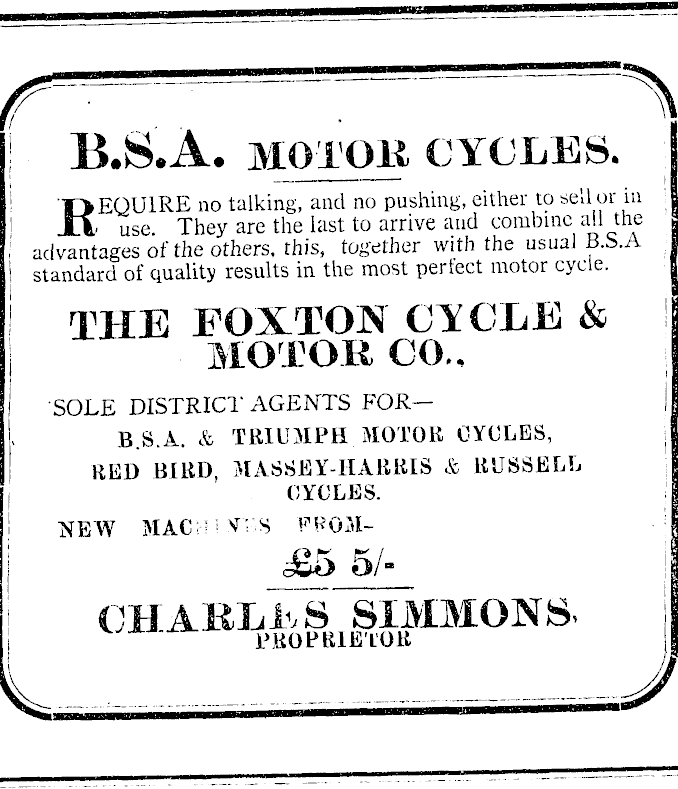 B.S.A. MOTOR CYCLES.
REQUIRE no talking, and no pushing, either to sell or in
use. They are the last to arrive and combine all the
advantages of the others, this, together with the usual B.S.A
standard of quality results in the most perfect motor cycle.
THE FOXTON CYCLE &
MOTOR CO.,
SOLE DISTRICT AGENTS FOR—
B.S.A. & TRIUMPH MOTOR CYCLES,
RED BIRD, MASSEY-HARRIS & RUSSELL
CYCLES.
NEW MACHINES FROM-
£5 5/-
CHARLES SIMMONS,
PROPRIETOR